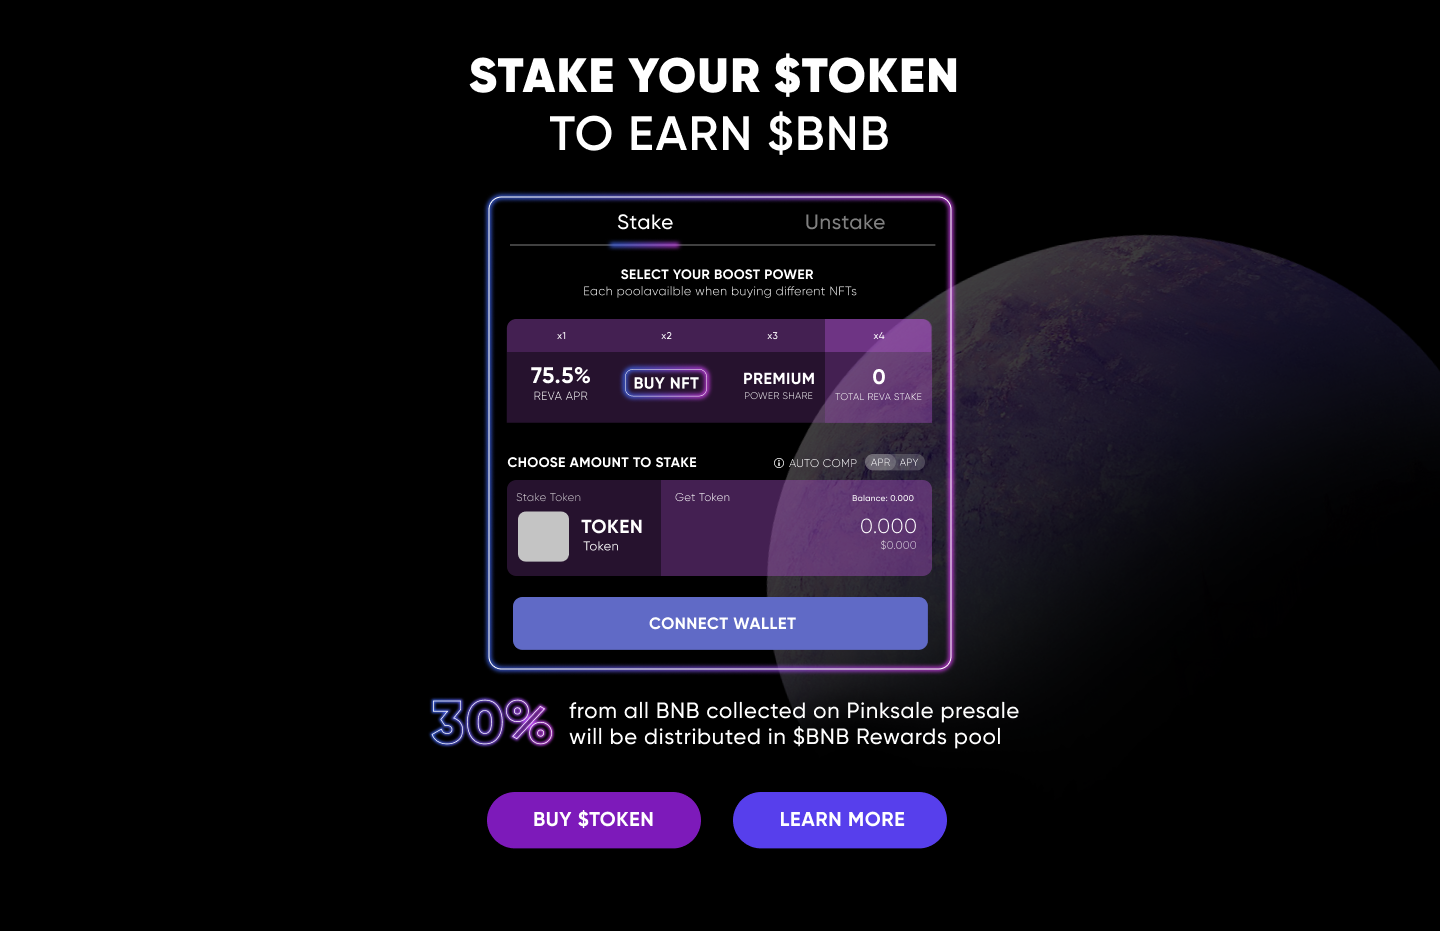 STAKE YOUR $TOKEN
TO EARN $BNB
Stake Unstake
SELECT YOUR BOOST POWER
Each poolavailble when buying different NFTs
x1 x2 x3 x4
75.5% BUY NFT PREMIUM 0
REVA APR POWER SHARE TOTAL REVA STAKE
CHOOSE AMOUNT TO STAKE AUTO COMP APR APY
Stake Token Get Token Balance: 0.000
TOKEN 0.000
Token $0.000
CONNECT WALLET
30% from all BNB collected on Pinksale presale
will be distributed in $BNB Rewards pool
BUY $TOKEN LEARN MORE